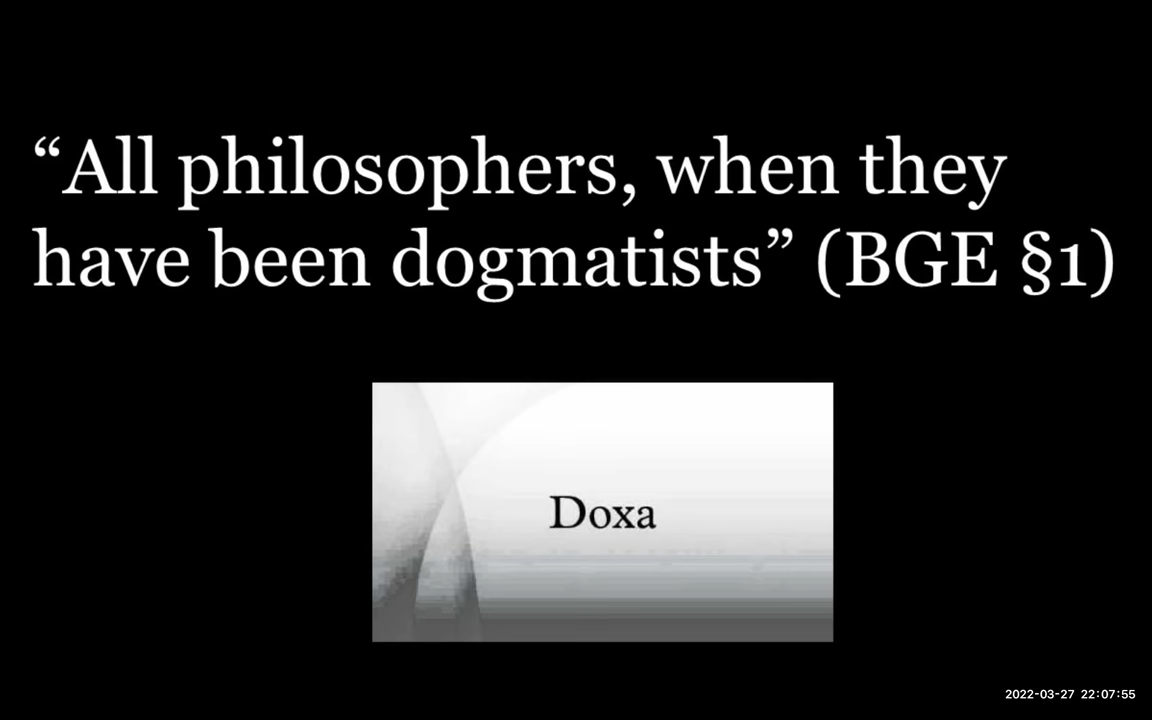 “All philosophers, when they
have been dogmatists” (BGE §1)
Doxa
2022-03-27 22:07:55